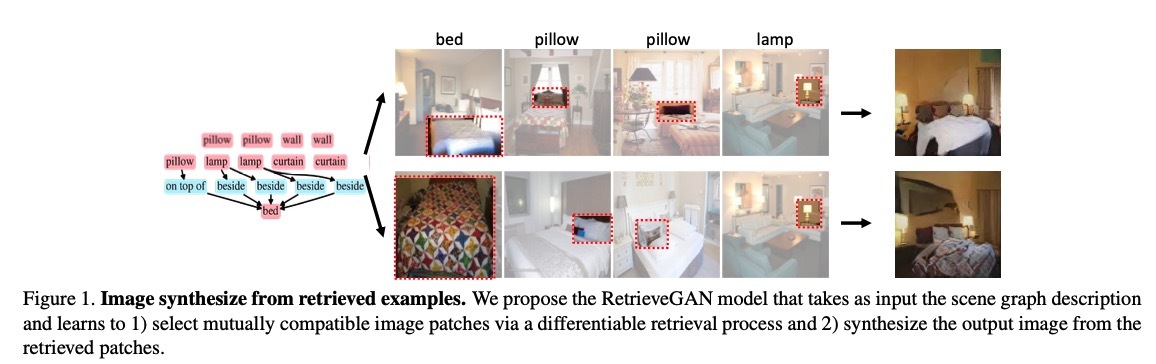 bed pillow pillow lamp
pillow pillow wall wall
pillow lamp lamp curtain curtain
on top of beside beside beside beside
bed
Figure 1. Image synthesize from retrieved examples. We propose the RetrieveGAN model that takes as input the scene graph description
and learns to 1) select mutually compatible image patches via a differentiable retrieval process and 2) synthesize the output image from the
retrieved patches.